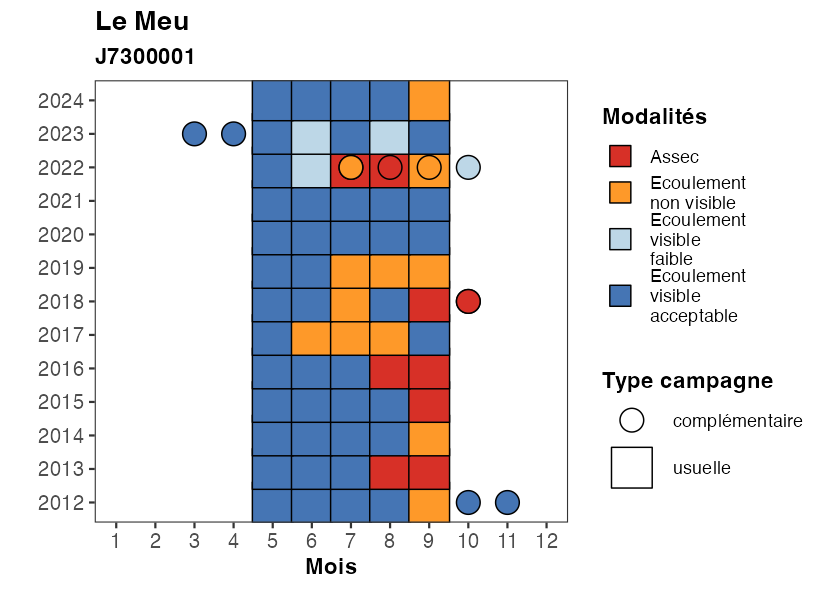 Le Meu
J7300001
2024
2023
2022
2021
2020
2019
2018
2017
2016
2015
2014
2013
2012
1 2 3 4 5 6 7 8 9 10 11 12
Mois
Modalités
Assec
Ecoulement
non visible
Ecoulement
visible
faible
Ecoulement
visible
acceptable
Type campagne
complémentaire
usuelle